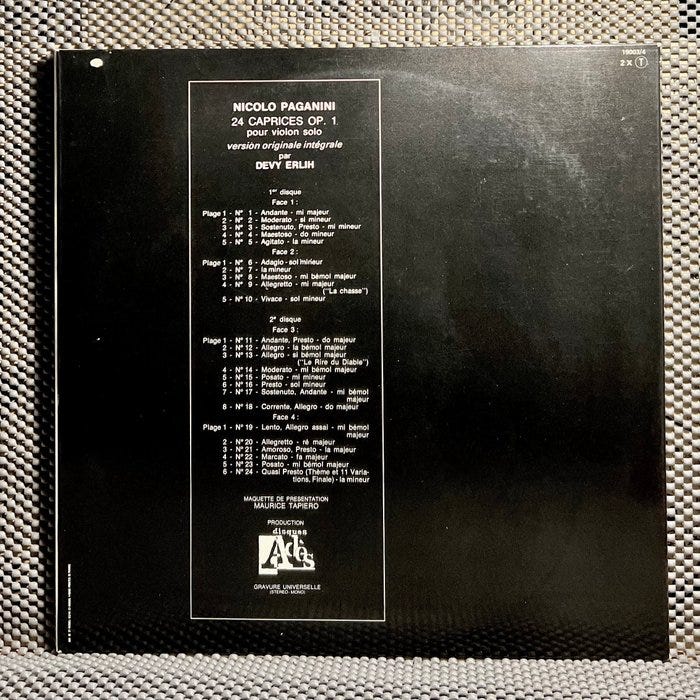 19003/4
2 X T
NICOLO PAGANINI
24 CAPRICES OP. 1
pour violon solo
version originale intégrale
par
DEVY ERLIH
1er disque
Face 1 :
Plage 1 - N° 1 - Andante - mi majeur
2 - N° 2 - Moderato - si mineur
3 - N° 3 - Sostenuto, Presto - mi mineur
4 - N° 4 - Maestoso - do mineur
5 - N° 5 - Agitato - la mineur
Face 2 :
Plage 1 - N° 6 - Adagio - sol mineur
2 - N° 7 - la mineur
3 - N° 8 - Maestoso - mi bémol majeur
4 - N° 9 - Allegretto - mi majeur
("La chasse")
5 - N° 10 - Vivace - sol mineur
2e disque
Face 3 :
Plage 1 - N° 11 - Andante, Presto - do majeur
2 - N° 12 - Allegro - la bémol majeur
3 - N° 13 - Allegro - si bémol majeur
("Le Rire du Diable")
4 - N° 14 - Moderato - mi bémol majeur
5 - N° 15 - Posato - mi mineur
6 - N° 16 - Presto - sol mineur
7 - N° 17 - Sostenuto, Andante - mi bémol
majeur
8 - N° 18 - Corrente, Allegro - do majeur
Face 4 :
Plage 1 - N° 19 - Lento, Allegro assai - mi bémol
majeur
2 - N° 20 - Allegretto - ré majeur
3 - N° 21 - Amoroso, Presto - la majeur
4 - N° 22 - Marcato - fa majeur
5 - N° 23 - Posato - mi bémol majeur
6 - N° 24 - Quasi Presto (Thème et 11 Varia-
tions, Finale) - la mineur
MAQUETTE DE PRESENTATION
MAURICE TAPIERO
PRODUCTION
disques
Adès
GRAVURE UNIVERSELLE
(STEREO - MONO)